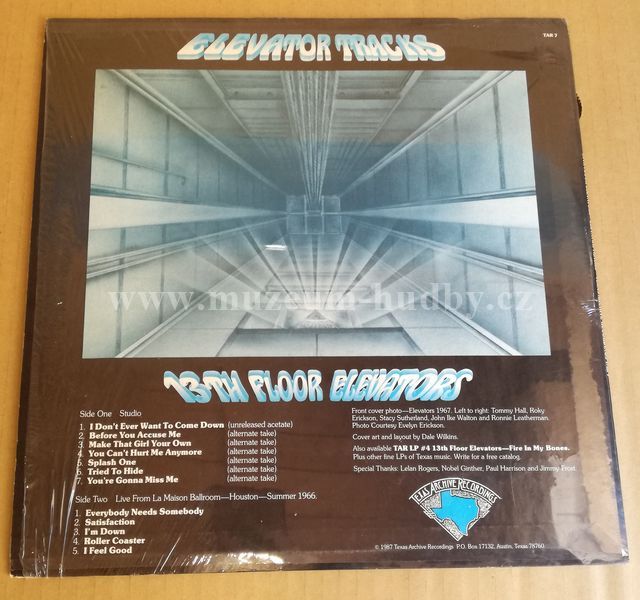 ELEVATOR TRACKS
TAR 7
www.muzeum-hudby.cz
13TH FLOOR ELEVATORS
Side One Studio
1. I Don't Ever Want To Come Down (unreleased acetate)
2. Before You Accuse Me (alternate take)
3. Make That Girl Your Own (alternate take)
4. You Can't Hurt Me Anymore (alternate take)
5. Splash One (alternate take)
6. Tried To Hide (alternate take)
7. You're Gonna Miss Me (alternate take)
Side Two Live From La Maison Ballroom—Houston—Summer 1966.
1. Everybody Needs Somebody
2. Satisfaction
3. I'm Down
4. Roller Coaster
5. I Feel Good
Front cover photo—Elevators 1967. Left to right: Tommy Hall, Roky
Erickson, Stacy Sutherland, John Ike Walton and Ronnie Leatherman.
Photo Courtesy Evelyn Erickson.
Cover art and layout by Dale Wilkins.
Also available TAR LP #4 13th Floor Elevators—Fire In My Bones.
Plus other fine LPs of Texas music. Write for a free catalog.
Special Thanks: Lelan Rogers, Nobel Ginther, Paul Harrison and Jimmy Frost.
TEXAS ARCHIVE RECORDINGS
© 1987 Texas Archive Recordings P.O. Box 17132, Austin, Texas 78760